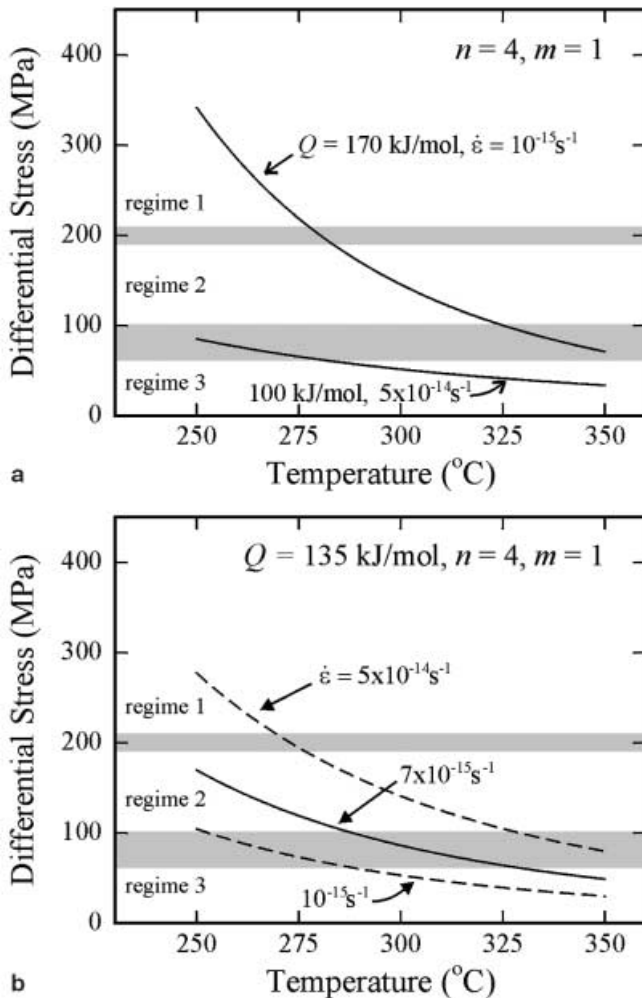 n = 4, m = 1
400
Q = 170 kJ/mol, ε̇ = 10⁻¹⁵s⁻¹
300
regime 1
200
regime 2
100
regime 3
100 kJ/mol, 5x10⁻¹⁴s⁻¹
0
250 275 300 325 350
Differential Stress (MPa)
Temperature (°C)
a
Q = 135 kJ/mol, n = 4, m = 1
400
300
ε̇ = 5x10⁻¹⁴s⁻¹
regime 1
200
7x10⁻¹⁵s⁻¹
regime 2
100
regime 3
10⁻¹⁵s⁻¹
0
250 275 300 325 350
Differential Stress (MPa)
Temperature (°C)
b